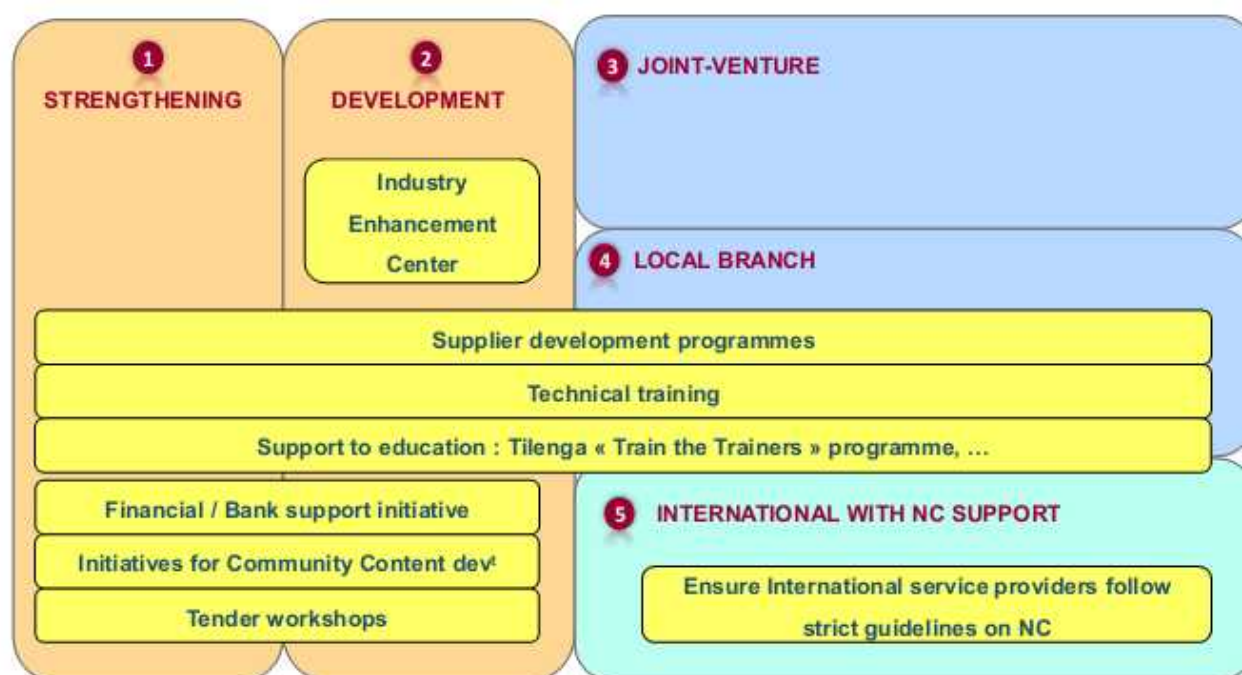 1
STRENGTHENING
2
DEVELOPMENT
3 JOINT-VENTURE
Industry
Enhancement
Center
4 LOCAL BRANCH
Supplier development programmes
Technical training
Support to education : Tilenga « Train the Trainers » programme, …
Financial / Bank support initiative
Initiatives for Community Content devᵗ
Tender workshops
5 INTERNATIONAL WITH NC SUPPORT
Ensure International service providers follow
strict guidelines on NC